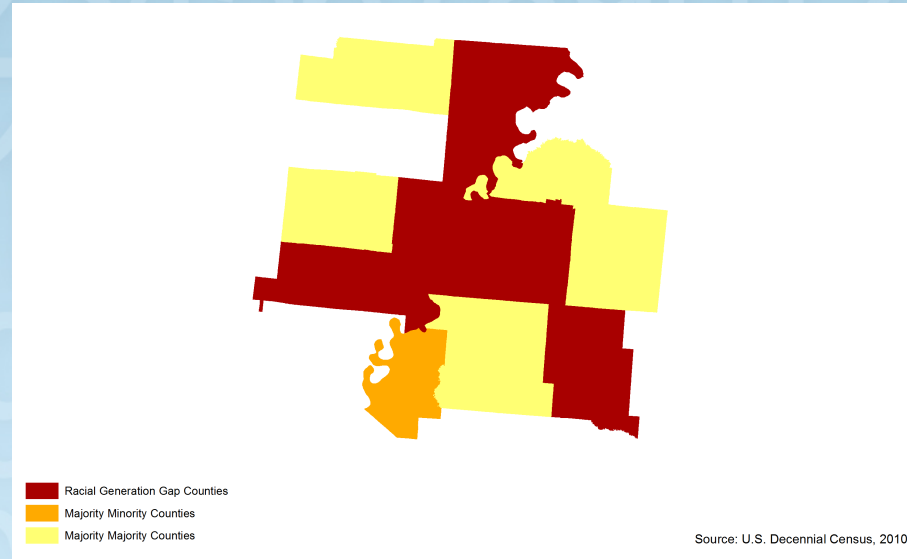 Racial Generation Gap Counties
Majority Minority Counties
Majority Majority Counties
Source: U.S. Decennial Census, 2010